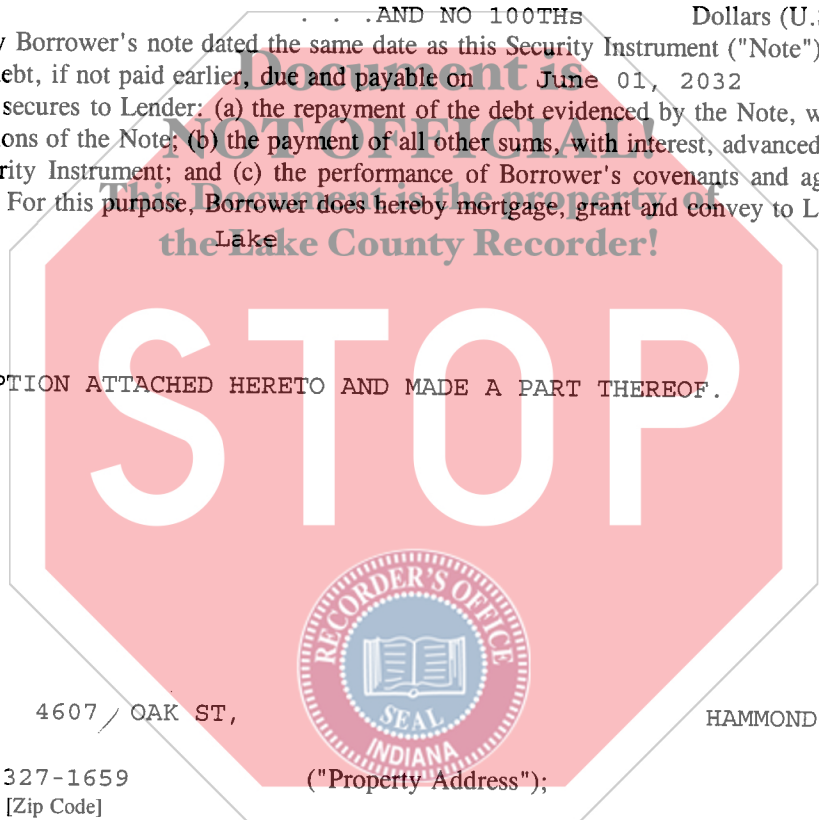 . . .AND NO 100THs Dollars (U.S
Borrower's note dated the same date as this Security Instrument ("Note")
ebt, if not paid earlier, due and payable on June 01, 2032
Document is
secures to Lender: (a) the repayment of the debt evidenced by the Note, w
ons of the Note; (b) the payment of all other sums, with interest, advanced
NOT OFFICIAL!
rity Instrument; and (c) the performance of Borrower's covenants and ag
This Document is the property of
For this purpose, Borrower does hereby mortgage, grant and convey to L
the Lake County Recorder!
Lake
STOP
PTION ATTACHED HERETO AND MADE A PART THEREOF.
RECORDER'S OFFICE
SEAL
INDIANA
4607 OAK ST, HAMMOND
327-1659 ("Property Address");
[Zip Code]